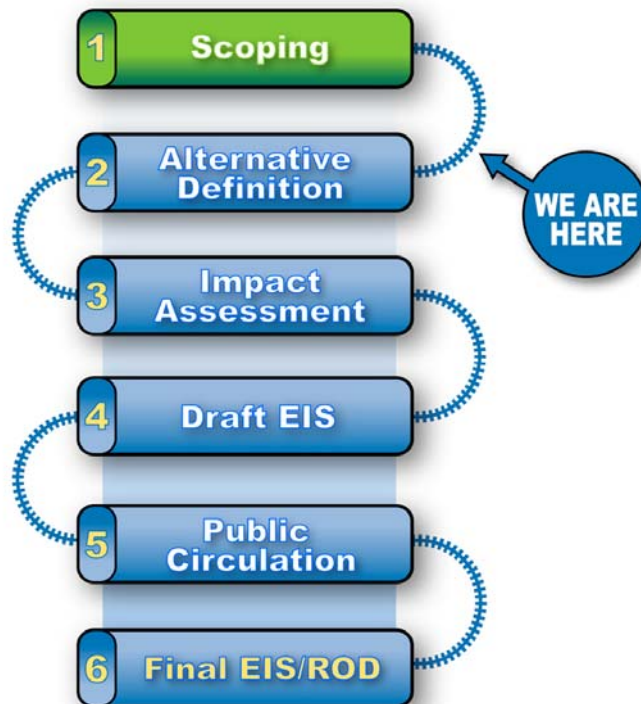 1 Scoping
2 Alternative
Definition
WE ARE
HERE
3 Impact
Assessment
4 Draft EIS
5 Public
Circulation
6 Final EIS/ROD